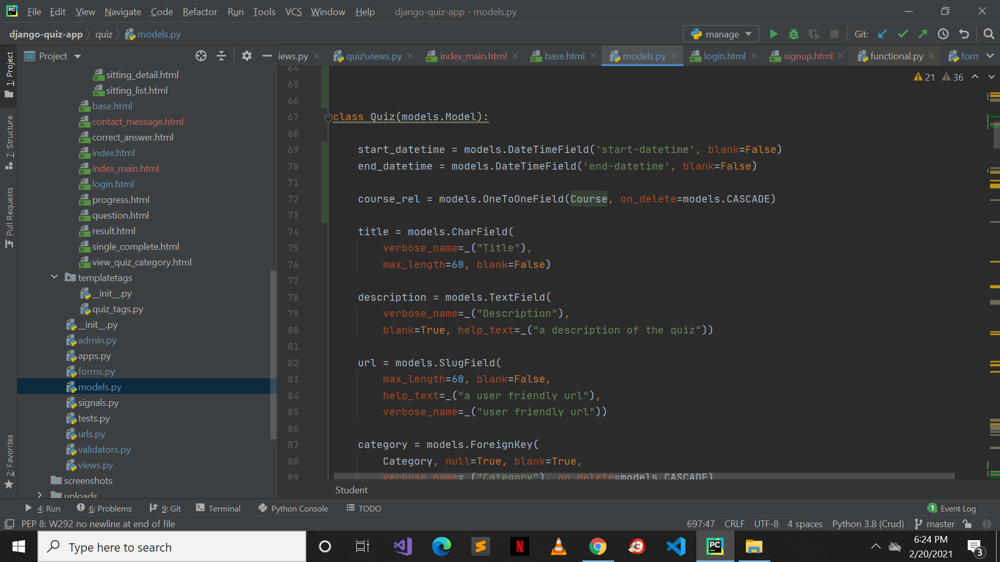 File Edit View Navigate Code Refactor Run Tools VCS Window Help django-quiz-app - models.py
django-quiz-app quiz models.py manage Git:
Project iews.py quiz\views.py index_main.html base.html models.py login.html signup.html functional.py form
1: Project
7: Structure
Pull Requests
2: Favorites
sitting_detail.html
sitting_list.html
base.html
contact_message.html
correct_answer.html
index.html
index_main.html
login.html
progress.html
question.html
result.html
single_complete.html
view_quiz_category.html
templatetags
__init__.py
quiz_tags.py
__init__.py
admin.py
apps.py
forms.py
models.py
signals.py
tests.py
urls.py
validators.py
views.py
screenshots
uploads
21 36
64
65
66
67 class Quiz(models.Model):
68
69 start_datetime = models.DateTimeField('start-datetime', blank=False)
70 end_datetime = models.DateTimeField('end-datetime', blank=False)
71
72 course_rel = models.OneToOneField(Course, on_delete=models.CASCADE)
73
74 title = models.CharField(
75 verbose_name=_("Title"),
76 max_length=60, blank=False)
77
78 description = models.TextField(
79 verbose_name=_("Description"),
80 blank=True, help_text=_("a description of the quiz"))
81
82 url = models.SlugField(
83 max_length=60, blank=False,
84 help_text=_("a user friendly url"),
85 verbose_name=_("user friendly url"))
86
87 category = models.ForeignKey(
88 Category, null=True, blank=True,
89 verbose_name=_("Category"), on_delete=models.CASCADE)
Student
4: Run 6: Problems 9: Git Terminal Python Console TODO 1 Event Log
PEP 8: W292 no newline at end of file 697:47 CRLF UTF-8 4 spaces Python 3.8 (Crud) master
Type here to search
N
PC
6:24 PM
2/20/2021
3